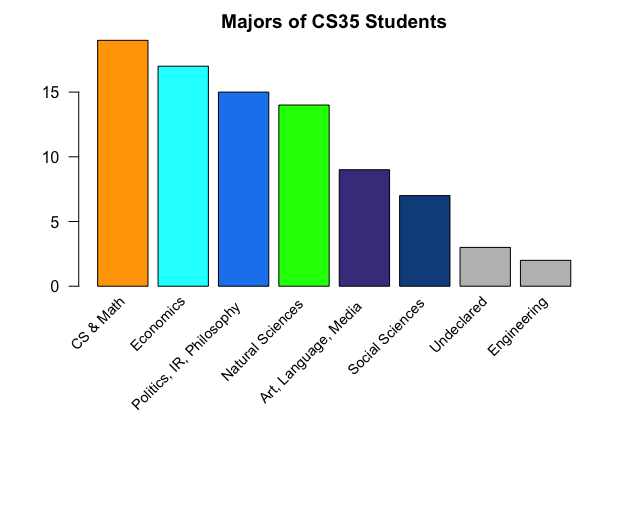 Majors of CS35 Students
15
10
5
0
CS & Math
Economics
Politics, IR, Philosophy
Natural Sciences
Art, Language, Media
Social Sciences
Undeclared
Engineering